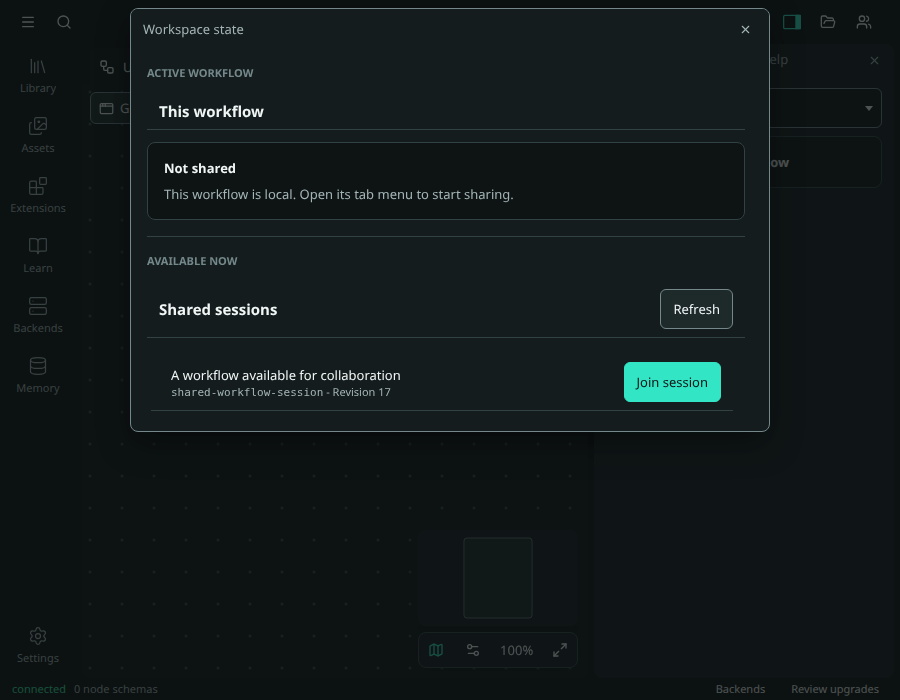 Workspace state
ACTIVE WORKFLOW
This workflow
Not shared
This workflow is local. Open its tab menu to start sharing.
AVAILABLE NOW
Shared sessions
Refresh
A workflow available for collaboration
shared-workflow-session - Revision 17
Join session
Library
Assets
Extensions
Learn
Backends
Memory
Settings
100%
connected
0 node schemas
Backends
Review upgrades